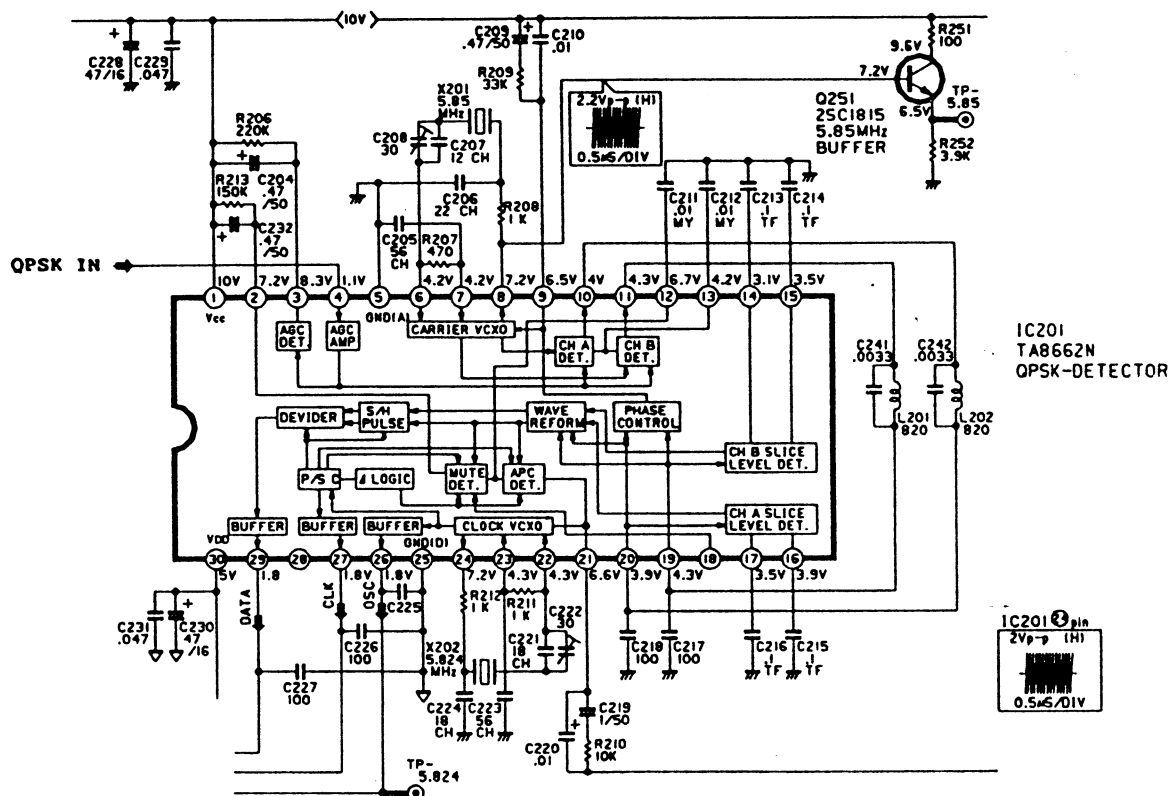 10V
C228
47/16
C229
.047
C209
.47/50
C210
.01
R209
33K
R251
100
9.6V
7.2V
6.5V
TP-
5.85
Q251
2SC1815
5.85MHz
BUFFER
R252
3.9K
2.2Vp-p (H)
0.5µS/DIV
X201
5.85
MHz
C208
30
C207
12 CH
R206
220K
R213
150K
C204
.47
/50
C232
.47
/50
C206
22 CH
R208
1K
C205
56
CH
R207
470
C211
.01
MY
C212
.01
MY
C213
.1
TF
C214
.1
TF
QPSK IN
10V
7.2V
8.3V
1.1V
4.2V
4.2V
7.2V
6.5V
4V
4.3V
6.7V
4.2V
3.1V
3.5V
1
2
3
4
5
6
7
8
9
10
11
12
13
14
15
Vcc
GND(A)
AGC
DET.
AGC
AMP
CARRIER VCXO
CH A
DET.
CH B
DET.
IC201
TA8662N
QPSK-DETECTOR
C241
.0033
C242
.0033
L201
820
L202
820
DEVIDER
S/H
PULSE
WAVE
REFORM
PHASE
CONTROL
P/S C
LOGIC
MUTE
DET.
APC
DET.
CH B SLICE
LEVEL DET.
CH A SLICE
LEVEL DET.
BUFFER
BUFFER
BUFFER
CLOCK VCXO
VDD
GND(D)
30
29
28
27
26
25
24
23
22
21
20
19
18
17
16
5V
1.8
1.8V
1.8V
7.2V
4.3V
4.3V
6.6V
3.9V
4.3V
3.5V
3.9V
C231
.047
C230
47
/16
DATA
CLK
OSC
C225
C226
100
C227
100
R212
1K
R211
1K
X202
5.824
MHz
C221
18
CH
C222
30
C224
18
CH
C223
56
CH
C218
100
C217
100
C216
.1
TF
C215
.1
TF
C219
1/50
C220
.01
R210
10K
TP-
5.824
IC201 pin
2Vp-p (H)
0.5µS/DIV